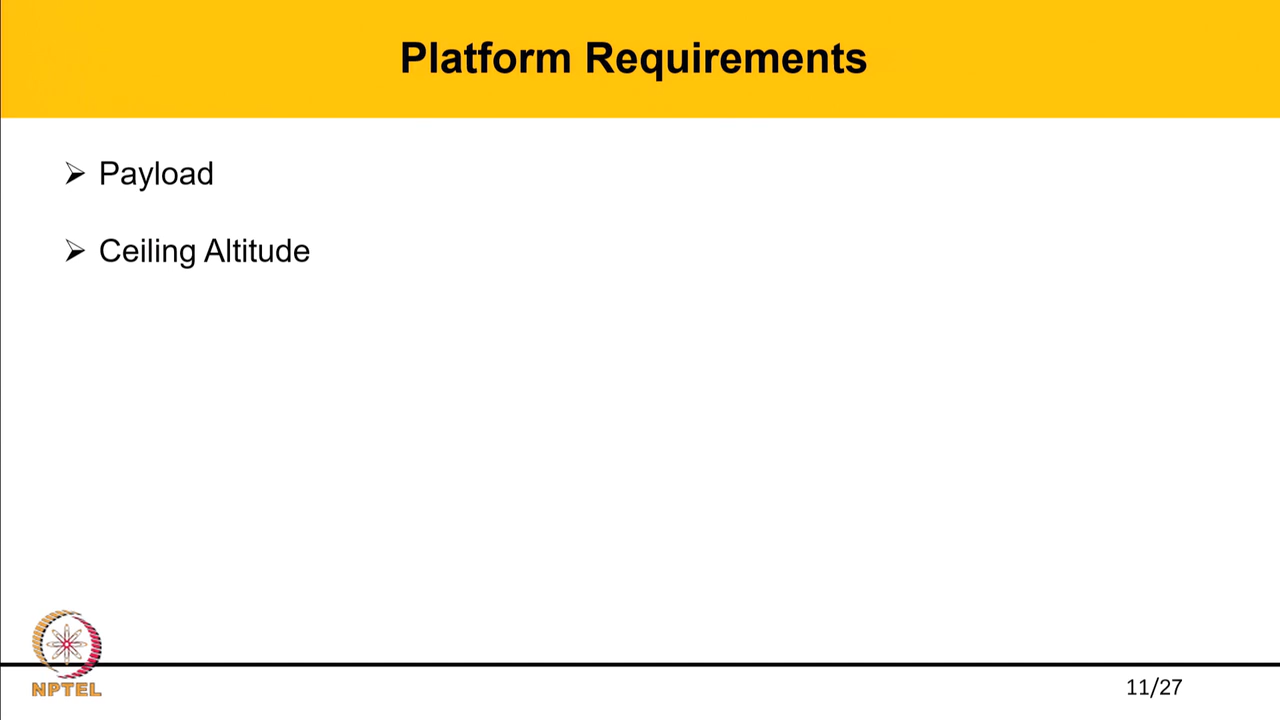 Platform Requirements
➢ Payload
➢ Ceiling Altitude
NPTEL
11/27